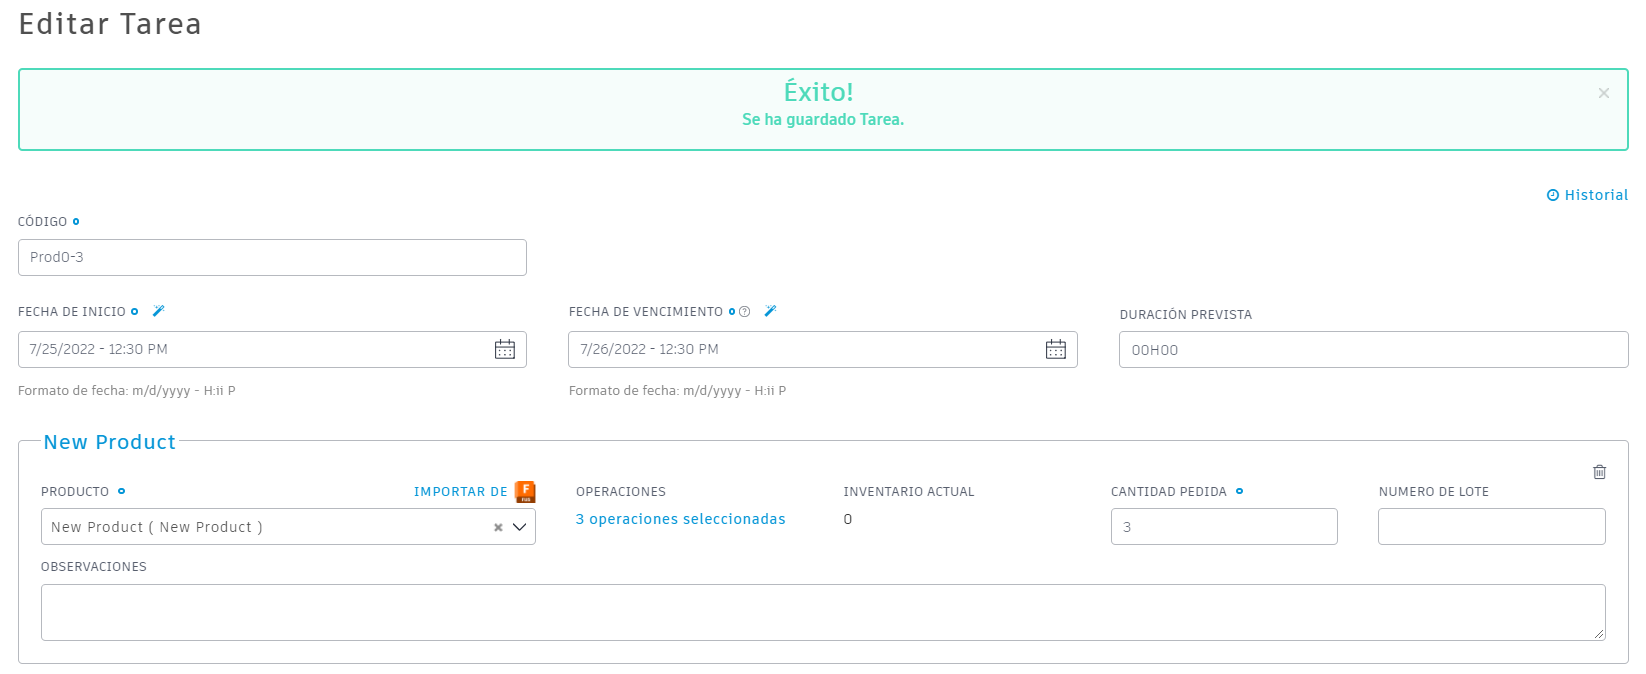 Editar Tarea
Éxito!
Se ha guardado Tarea.
Historial
CÓDIGO
Prod0-3
FECHA DE INICIO
FECHA DE VENCIMIENTO
DURACIÓN PREVISTA
7/25/2022 - 12:30 PM
7/26/2022 - 12:30 PM
00H00
Formato de fecha: m/d/yyyy - H:ii P
Formato de fecha: m/d/yyyy - H:ii P
New Product
PRODUCTO
IMPORTAR DE
F
OPERACIONES
INVENTARIO ACTUAL
CANTIDAD PEDIDA
NUMERO DE LOTE
New Product ( New Product )
3 operaciones seleccionadas
0
3
OBSERVACIONES